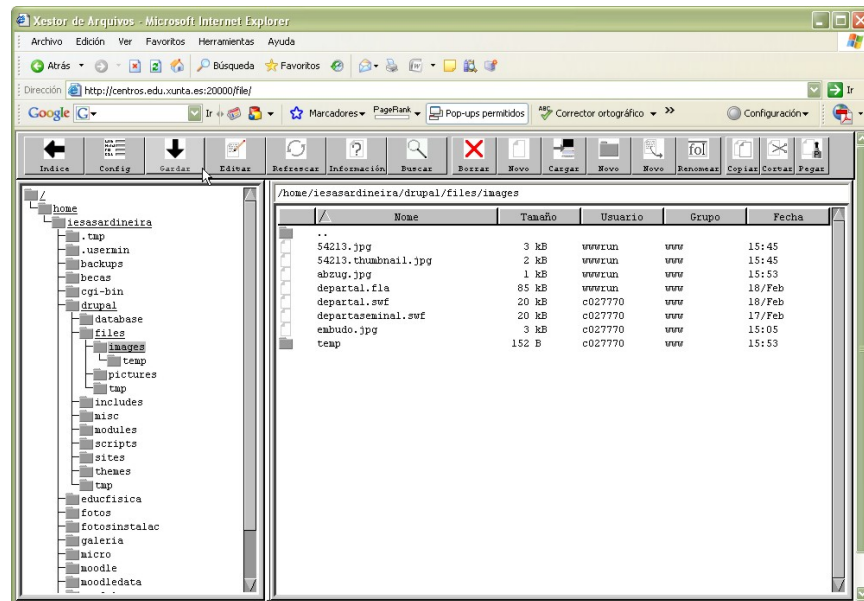 Xestor de Arquivos - Microsoft Internet Explorer
Archivo Edición Ver Favoritos Herramientas Ayuda
Atrás Búsqueda Favoritos
Dirección http://centros.edu.xunta.es:20000/file/ Ir
Google G Ir Marcadores PageRank Pop-ups permitidos ABC Corrector ortográfico » Configuración
Indice Config Gardar Editar Refrescar Información Buscar Borrar Novo Cargar Novo Novo Renomear Copiar Cortar Pegar
/home/iesasardineira/drupal/files/images
Nome Tamaño Usuario Grupo Fecha
..
54213.jpg 3 kB wwwrun www 15:45
54213.thumbnail.jpg 2 kB wwwrun www 15:45
abzug.jpg 1 kB wwwrun www 15:53
departal.fla 85 kB wwwrun www 18/Feb
departal.swf 20 kB c027770 www 18/Feb
departaseminal.swf 20 kB c027770 www 17/Feb
embudo.jpg 3 kB c027770 www 15:05
temp 152 B c027770 www 15:53
/
home
iesasardineira
.tmp
.usermin
backups
becas
cgi-bin
drupal
database
files
images
temp
pictures
tmp
includes
misc
modules
scripts
sites
themes
tmp
educfisica
fotos
fotosinstalac
galeria
micro
moodle
moodledata